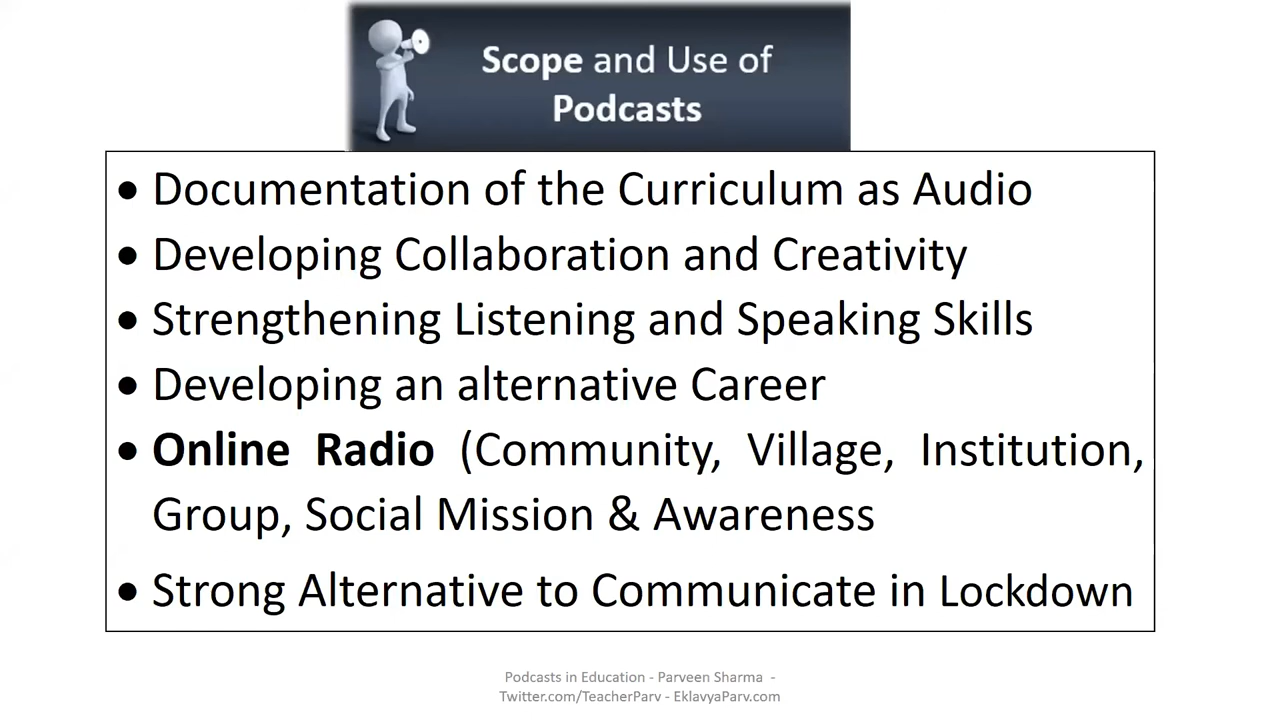 Scope and Use of
Podcasts
• Documentation of the Curriculum as Audio
• Developing Collaboration and Creativity
• Strengthening Listening and Speaking Skills
• Developing an alternative Career
• Online Radio (Community, Village, Institution,
Group, Social Mission & Awareness
• Strong Alternative to Communicate in Lockdown
Podcasts in Education - Parveen Sharma -
Twitter.com/TeacherParv - EklavyaParv.com